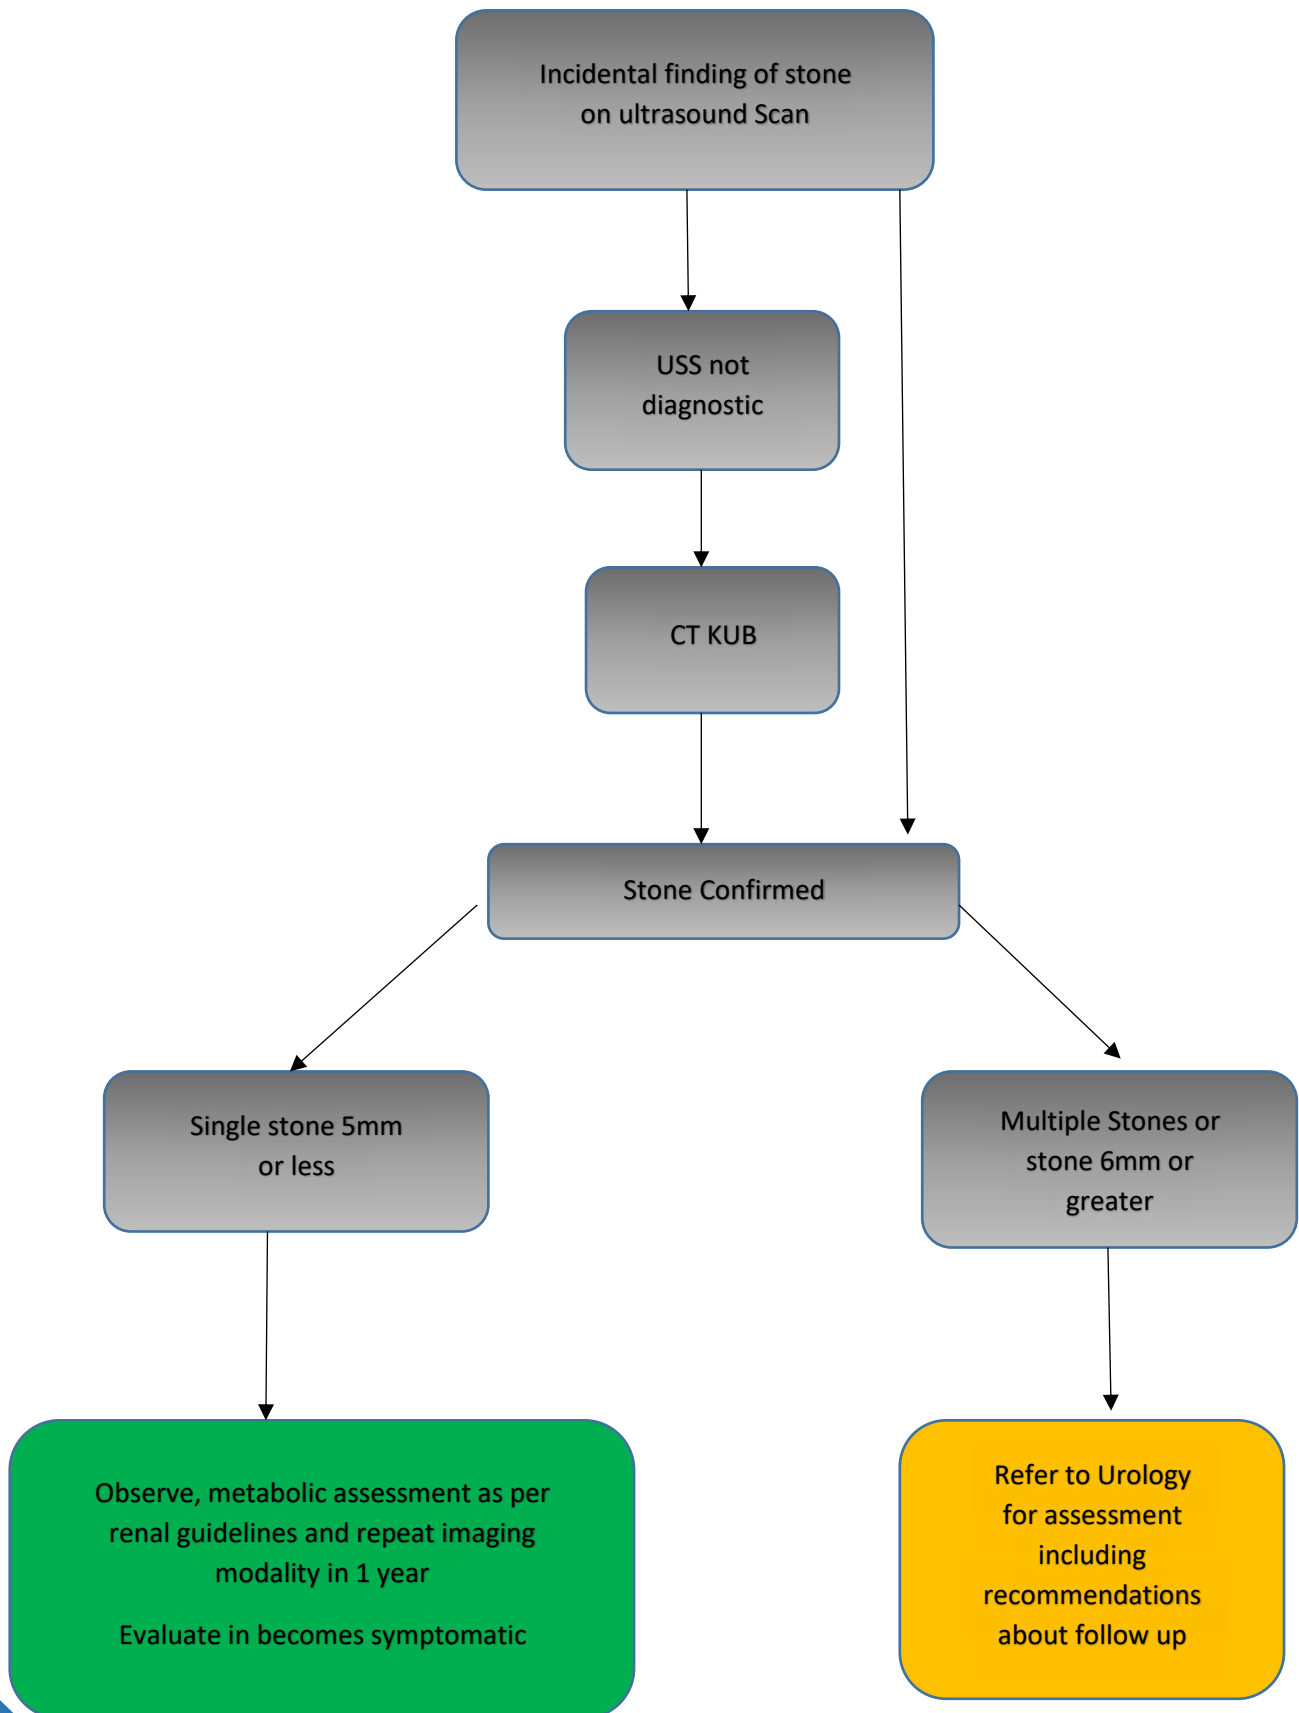 Incidental finding of stone
on ultrasound Scan
USS not
diagnostic
CT KUB
Stone Confirmed
Single stone 5mm
or less
Multiple Stones or
stone 6mm or
greater
Observe, metabolic assessment as per
renal guidelines and repeat imaging
modality in 1 year
Evaluate in becomes symptomatic
Refer to Urology
for assessment
including
recommendations
about follow up